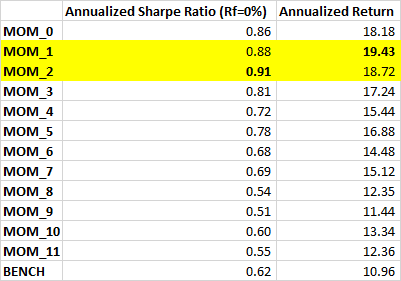 Annualized Sharpe Ratio (Rf=0%) Annualized Return
MOM_0 0.86 18.18
MOM_1 0.88 19.43
MOM_2 0.91 18.72
MOM_3 0.81 17.24
MOM_4 0.72 15.44
MOM_5 0.78 16.88
MOM_6 0.68 14.48
MOM_7 0.69 15.12
MOM_8 0.54 12.35
MOM_9 0.51 11.44
MOM_10 0.60 13.34
MOM_11 0.55 12.36
BENCH 0.62 10.96